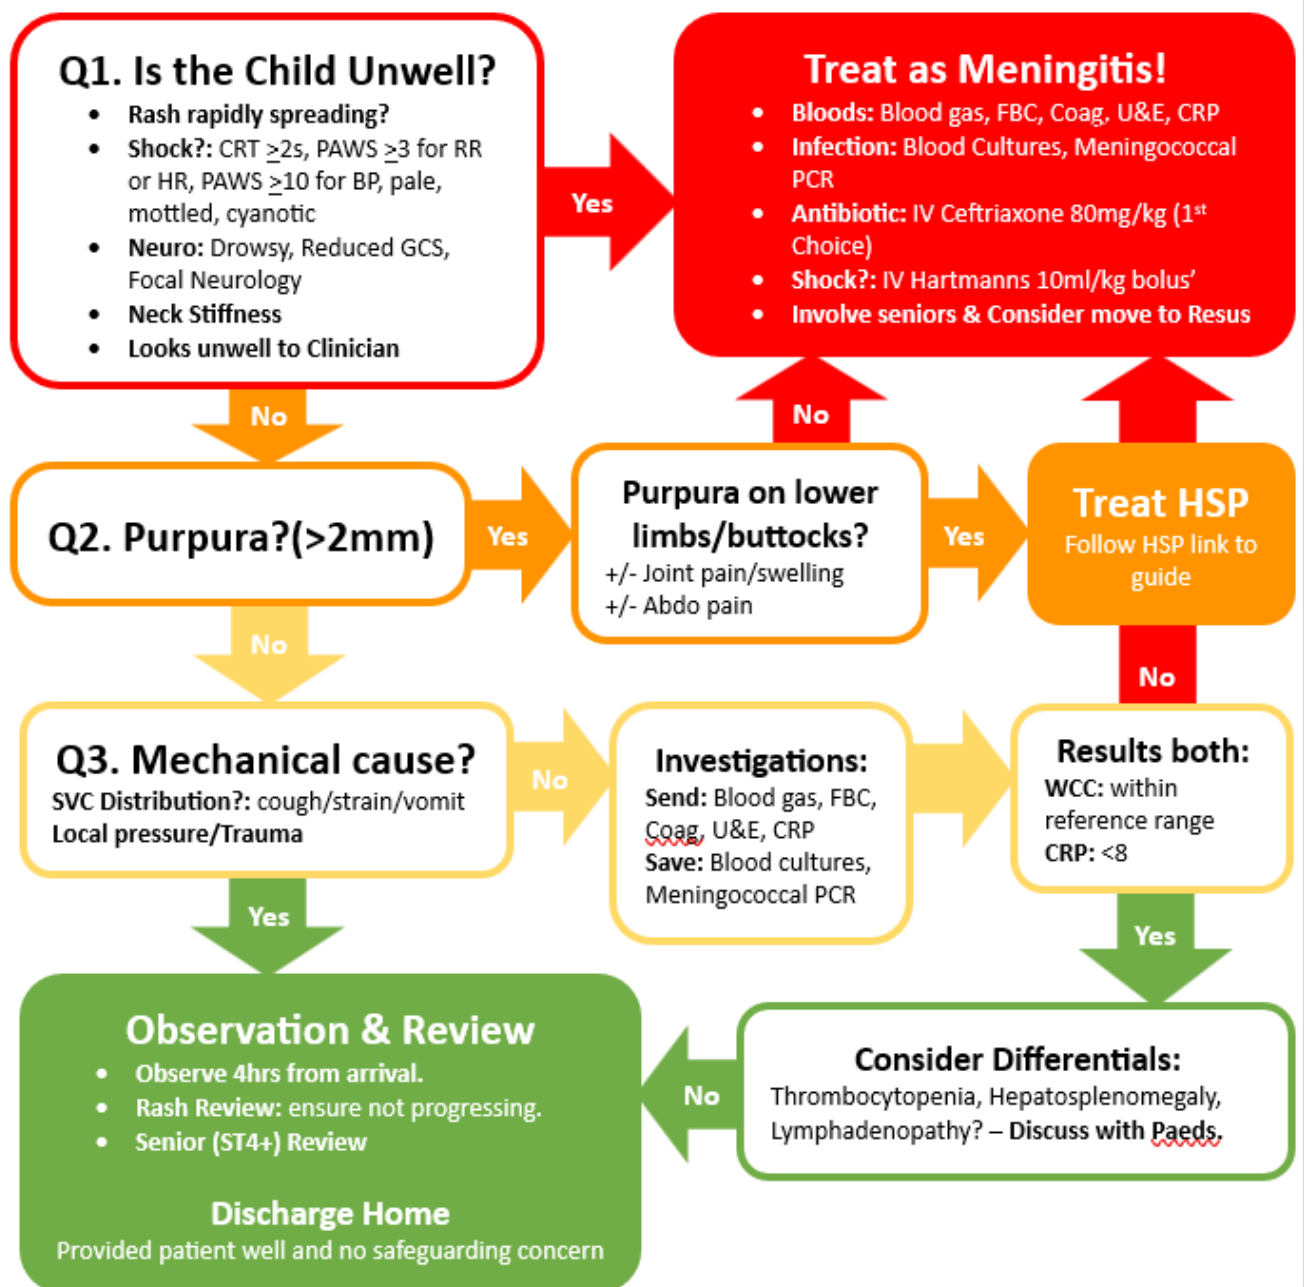 Q1. Is the Child Unwell?
• Rash rapidly spreading?
• Shock?: CRT ≥2s, PAWS ≥3 for RR
or HR, PAWS ≥10 for BP, pale,
mottled, cyanotic
• Neuro: Drowsy, Reduced GCS,
Focal Neurology
• Neck Stiffness
• Looks unwell to Clinician
Yes
Treat as Meningitis!
• Bloods: Blood gas, FBC, Coag, U&E, CRP
• Infection: Blood Cultures, Meningococcal
PCR
• Antibiotic: IV Ceftriaxone 80mg/kg (1st
Choice)
• Shock?: IV Hartmanns 10ml/kg bolus’
• Involve seniors & Consider move to Resus
No
No
Q2. Purpura?(>2mm)
Yes
Purpura on lower
limbs/buttocks?
+/- Joint pain/swelling
+/- Abdo pain
Yes
Treat HSP
Follow HSP link to
guide
No
No
Q3. Mechanical cause?
SVC Distribution?: cough/strain/vomit
Local pressure/Trauma
No
Investigations:
Send: Blood gas, FBC,
Coag, U&E, CRP
Save: Blood cultures,
Meningococcal PCR
Results both:
WCC: within
reference range
CRP: <8
Yes
Yes
Observation & Review
• Observe 4hrs from arrival.
• Rash Review: ensure not progressing.
• Senior (ST4+) Review
Discharge Home
Provided patient well and no safeguarding concern
No
Consider Differentials:
Thrombocytopenia, Hepatosplenomegaly,
Lymphadenopathy? – Discuss with Paeds.